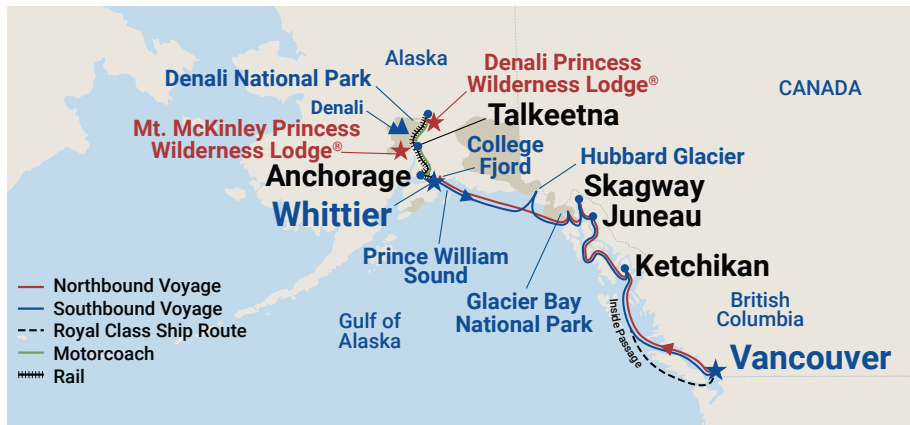 Alaska
Denali Princess
Wilderness Lodge®
Denali National Park
CANADA
Denali
Talkeetna
Mt. McKinley Princess
Wilderness Lodge®
College
Fjord
Hubbard Glacier
Anchorage
Skagway
Whittier
Juneau
Prince William
Sound
Ketchikan
Glacier Bay
National Park
Northbound Voyage
Southbound Voyage
Royal Class Ship Route
Motorcoach
Rail
Gulf of
Alaska
Inside Passage
British
Columbia
Vancouver